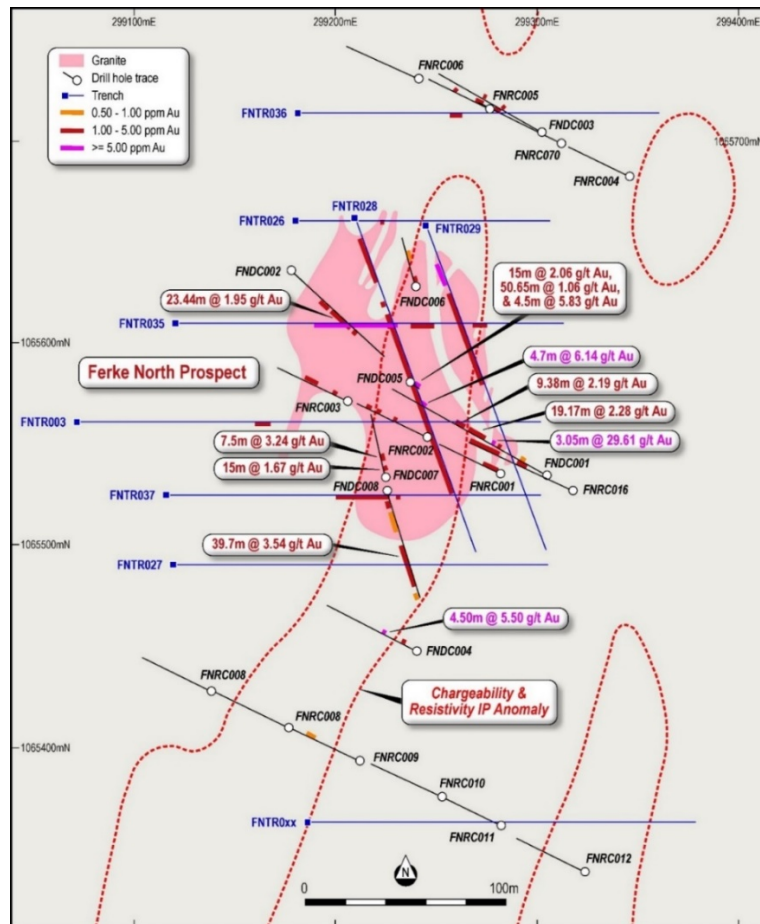 299100mE
299200mE
299300mE
299400mE
Granite
Drill hole trace
Trench
0.50 - 1.00 ppm Au
1.00 - 5.00 ppm Au
>= 5.00 ppm Au
FNRC006
FNRC005
FNTR036
FNDC003
FNRC070
FNRC004
1065700mN
FNTR028
FNTR026
FNTR029
FNDC002
FNDC006
15m @ 2.06 g/t Au,
50.65m @ 1.06 g/t Au,
& 4.5m @ 5.83 g/t Au
23.44m @ 1.95 g/t Au
FNTR035
1065600mN
4.7m @ 6.14 g/t Au
Ferke North Prospect
FNDC005
9.38m @ 2.19 g/t Au
FNRC003
19.17m @ 2.28 g/t Au
FNTR003
3.05m @ 29.61 g/t Au
7.5m @ 3.24 g/t Au
FNRC002
FNDC001
15m @ 1.67 g/t Au
FNDC007
FNRC001
FNRC016
FNDC008
FNTR037
1065500mN
39.7m @ 3.54 g/t Au
FNTR027
4.50m @ 5.50 g/t Au
FNDC004
FNRC008
Chargeability &
Resistivity IP Anomaly
FNRC008
1065400mN
FNRC009
FNRC010
FNTR0xx
FNRC011
FNRC012
N
0
100m